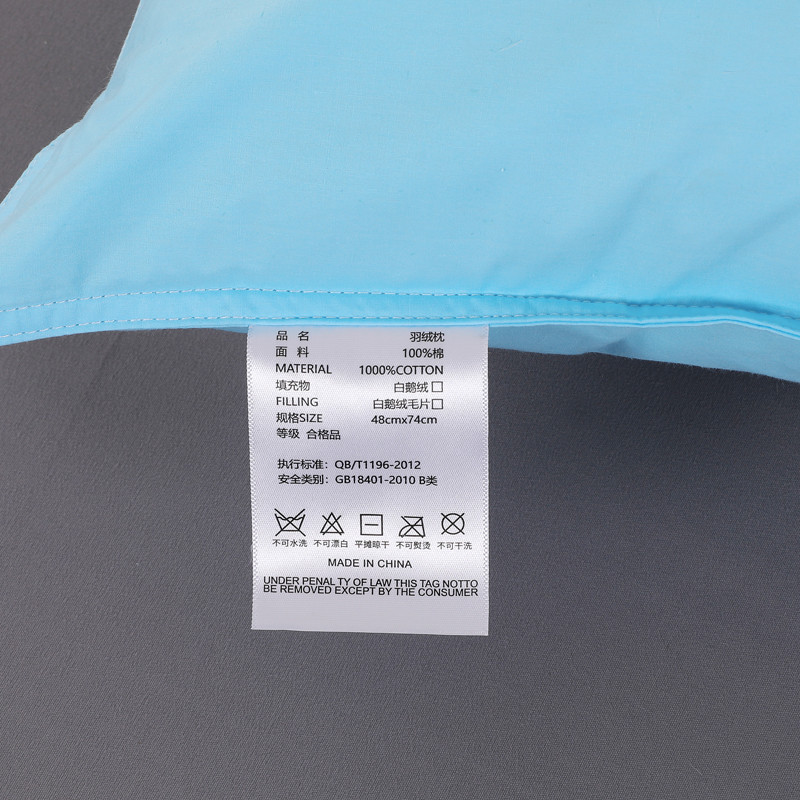 品 名 羽绒枕
面 料 100%棉
MATERIAL 1000%COTTON
填充物 白鹅绒□
FILLING 白鹅绒毛片□
规格SIZE 48cmx74cm
等级 合格品
执行标准: QB/T1196-2012
安全类别: GB18401-2010 B类
不可水洗 不可漂白 平摊晾干 不可熨烫 不可干洗
MADE IN CHINA
UNDER PENAL TY OF LAW THIS TAG NOTTO
BE REMOVED EXCEPT BY THE CONSUMER